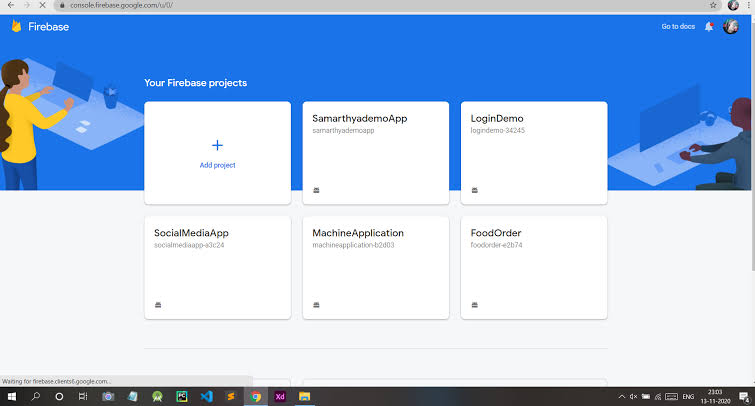 console.firebase.google.com/u/0/
Firebase
Go to docs
Your Firebase projects
Add project
SamarthyademoApp
samarthyademoapp
LoginDemo
logindemo-34245
SocialMediaApp
socialmediaapp-a3c24
MachineApplication
machineapplication-b2d03
FoodOrder
foodorder-e2b74
Waiting for firebase.clients6.google.com...
PC
Xd
23:03
13-11-2020